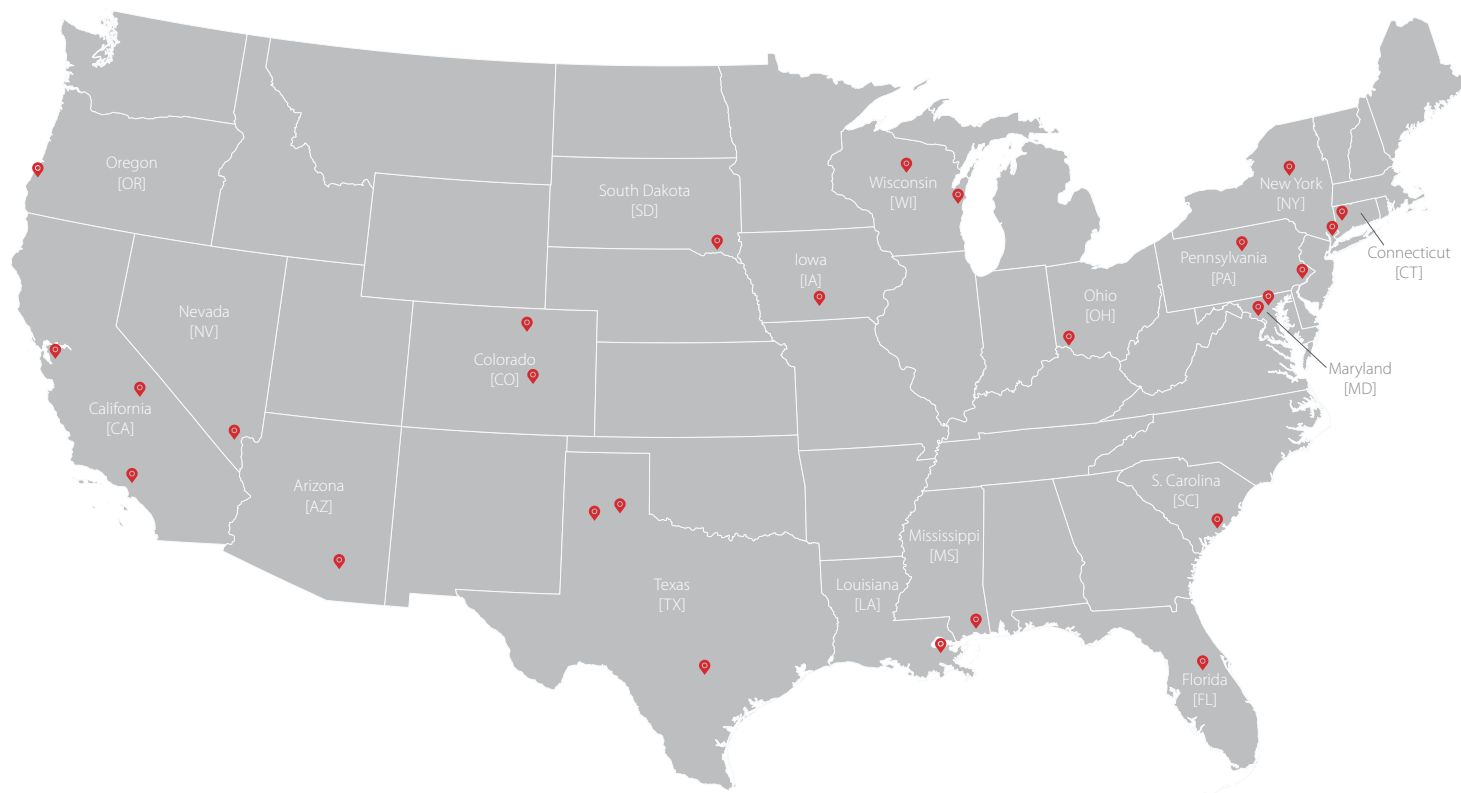 Oregon
[OR]
South Dakota
[SD]
Wisconsin
[WI]
New York
[NY]
Connecticut
[CT]
Pennsylvania
[PA]
Iowa
[IA]
Ohio
[OH]
Nevada
[NV]
Colorado
[CO]
Maryland
[MD]
California
[CA]
Arizona
[AZ]
S. Carolina
[SC]
Mississippi
[MS]
Texas
[TX]
Louisiana
[LA]
Florida
[FL]